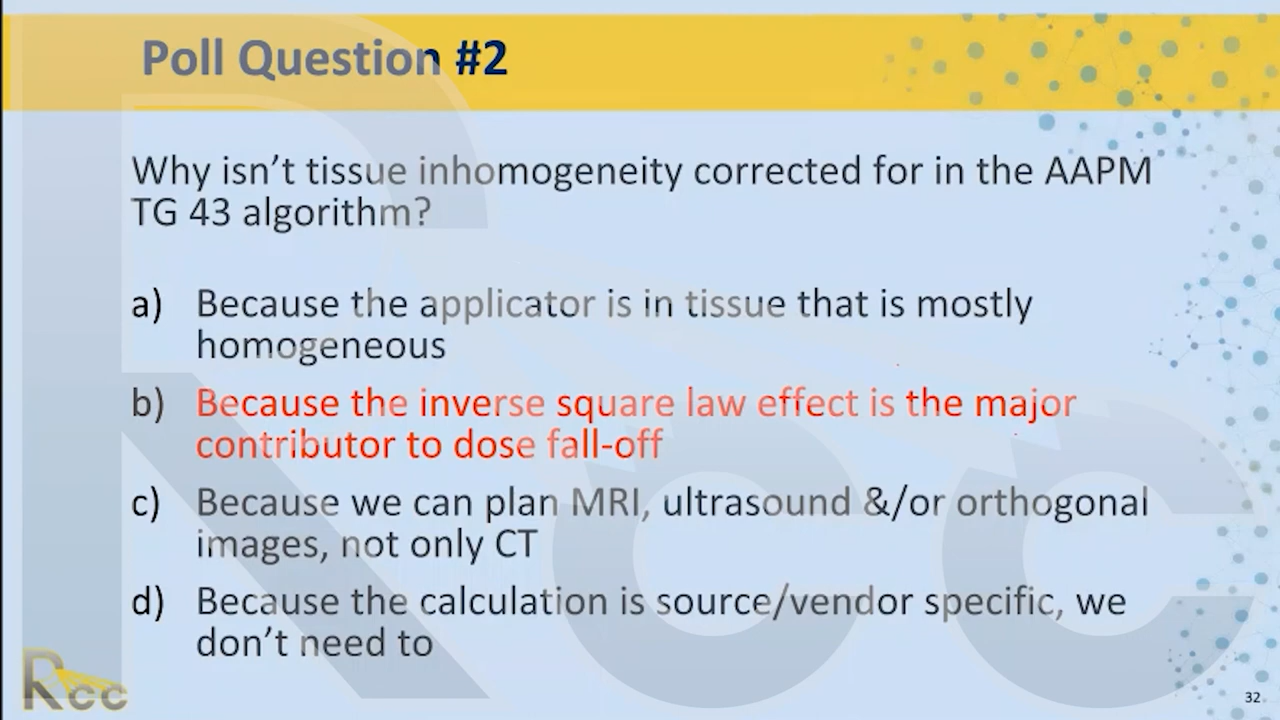 Poll Question #2
Why isn't tissue inhomogeneity corrected for in the AAPM
TG 43 algorithm?
a) Because the applicator is in tissue that is mostly
homogeneous
b) Because the inverse square law effect is the major
contributor to dose fall-off
c) Because we can plan MRI, ultrasound &/or orthogonal
images, not only CT
d) Because the calculation is source/vendor specific, we
don't need to
Rcc
Rcc
32